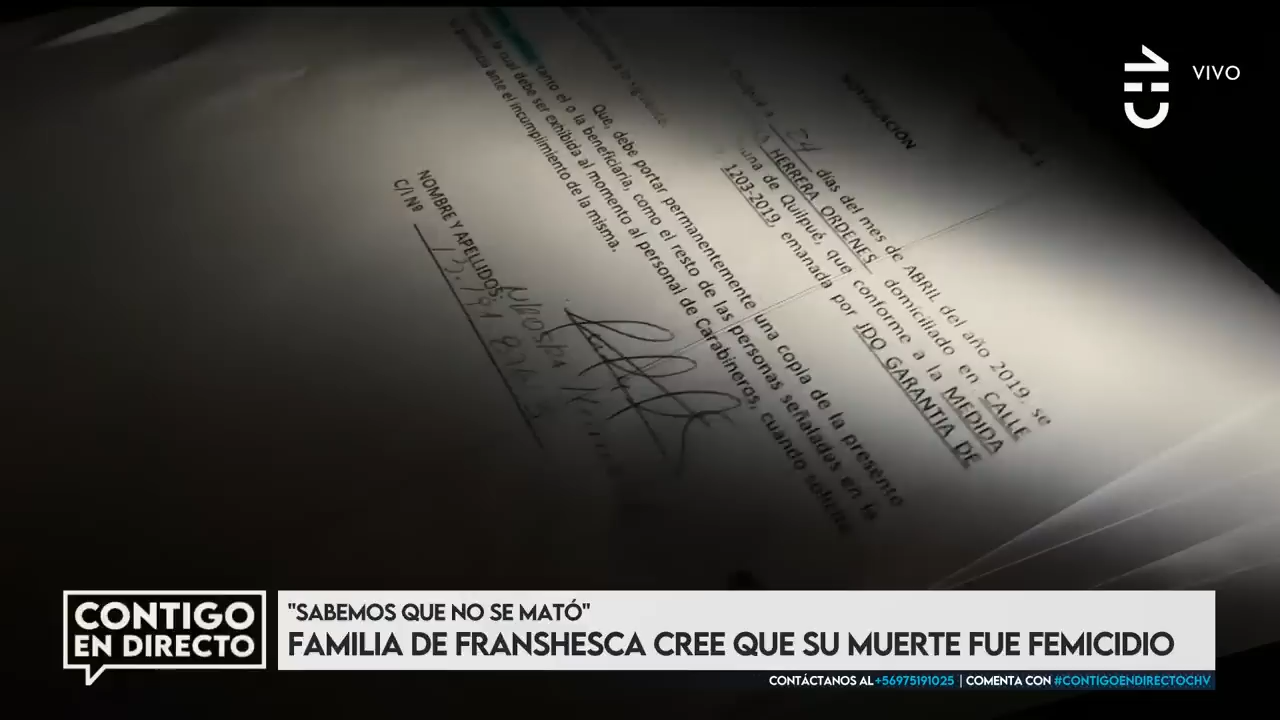 CHV
VIVO
días del mes de ABRIL del año 2019, se
HERRERA ORDENES domiciliado en CALLE
de Quilpué, que conforme a la MEDIDA
1203-2019, emanada por JDO GARANTIA DE
Que, debe portar permanentemente una copia de la presente
tanto el o la beneficiaria, como el resto de las personas señaladas en la
la cual debe ser exhibida al momento al personal de Carabineros, cuando solicite
presencia ante el incumplimiento de la misma.
NOMBRE Y APELLIDOS:
C/I Nº
CONTIGO
EN DIRECTO
"SABEMOS QUE NO SE MATÓ"
FAMILIA DE FRANSHESCA CREE QUE SU MUERTE FUE FEMICIDIO
CONTÁCTANOS AL +56975191025 | COMENTA CON #CONTIGOENDIRECTOCHV